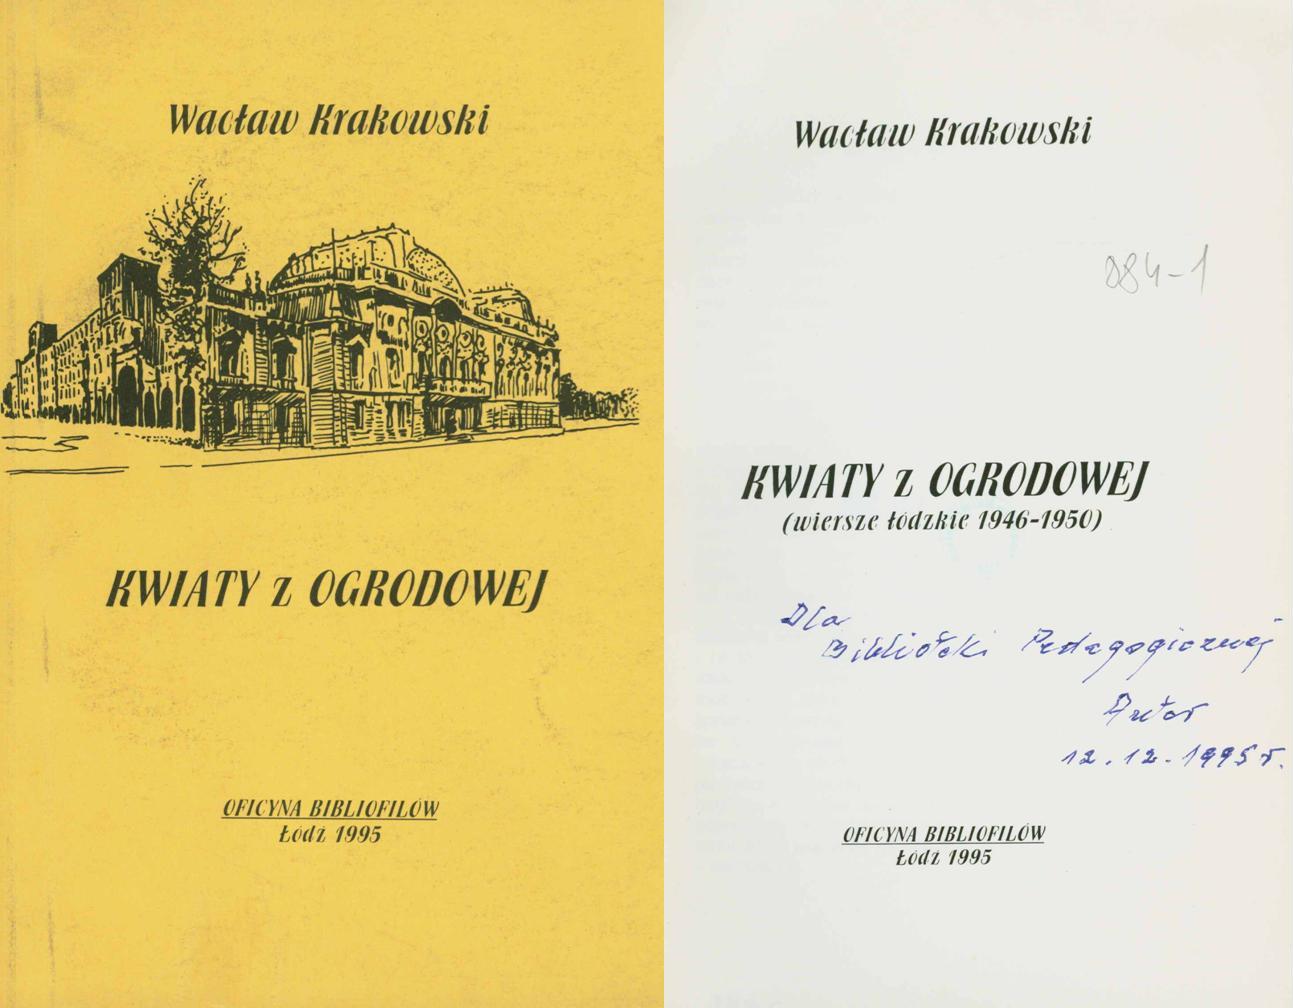 Wacław Krakowski
KWIATY z OGRODOWEJ
OFICYNA BIBLIOFILÓW
Łódź 1995
Wacław Krakowski
084-1
KWIATY z OGRODOWEJ
(wiersze łódzkie 1946-1950)
Dla
Biblioteki Pedagogicznej
Autor
12.12.1995 r.
OFICYNA BIBLIOFILÓW
Łódź 1995